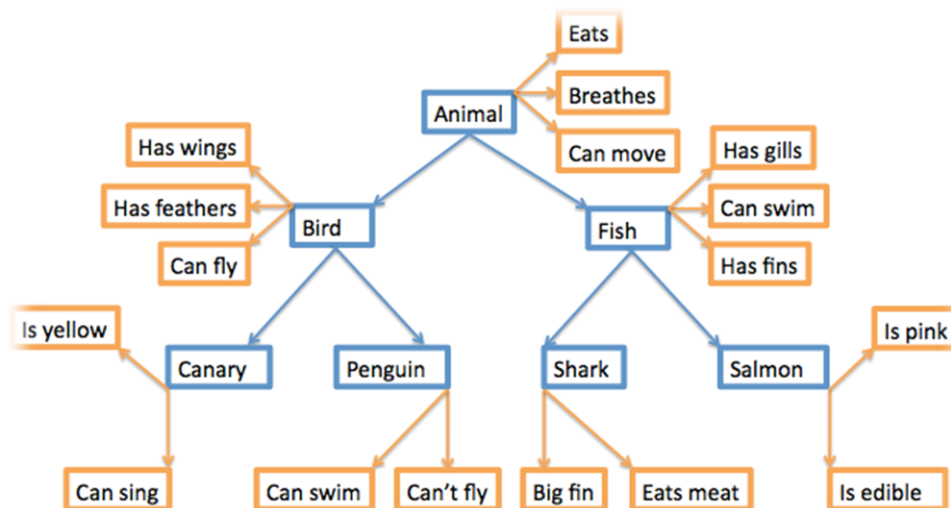 Eats
Breathes
Animal
Can move
Has wings
Has gills
Has feathers
Can swim
Bird
Fish
Can fly
Has fins
Is yellow
Is pink
Canary
Penguin
Shark
Salmon
Can sing
Can swim
Can't fly
Big fin
Eats meat
Is edible